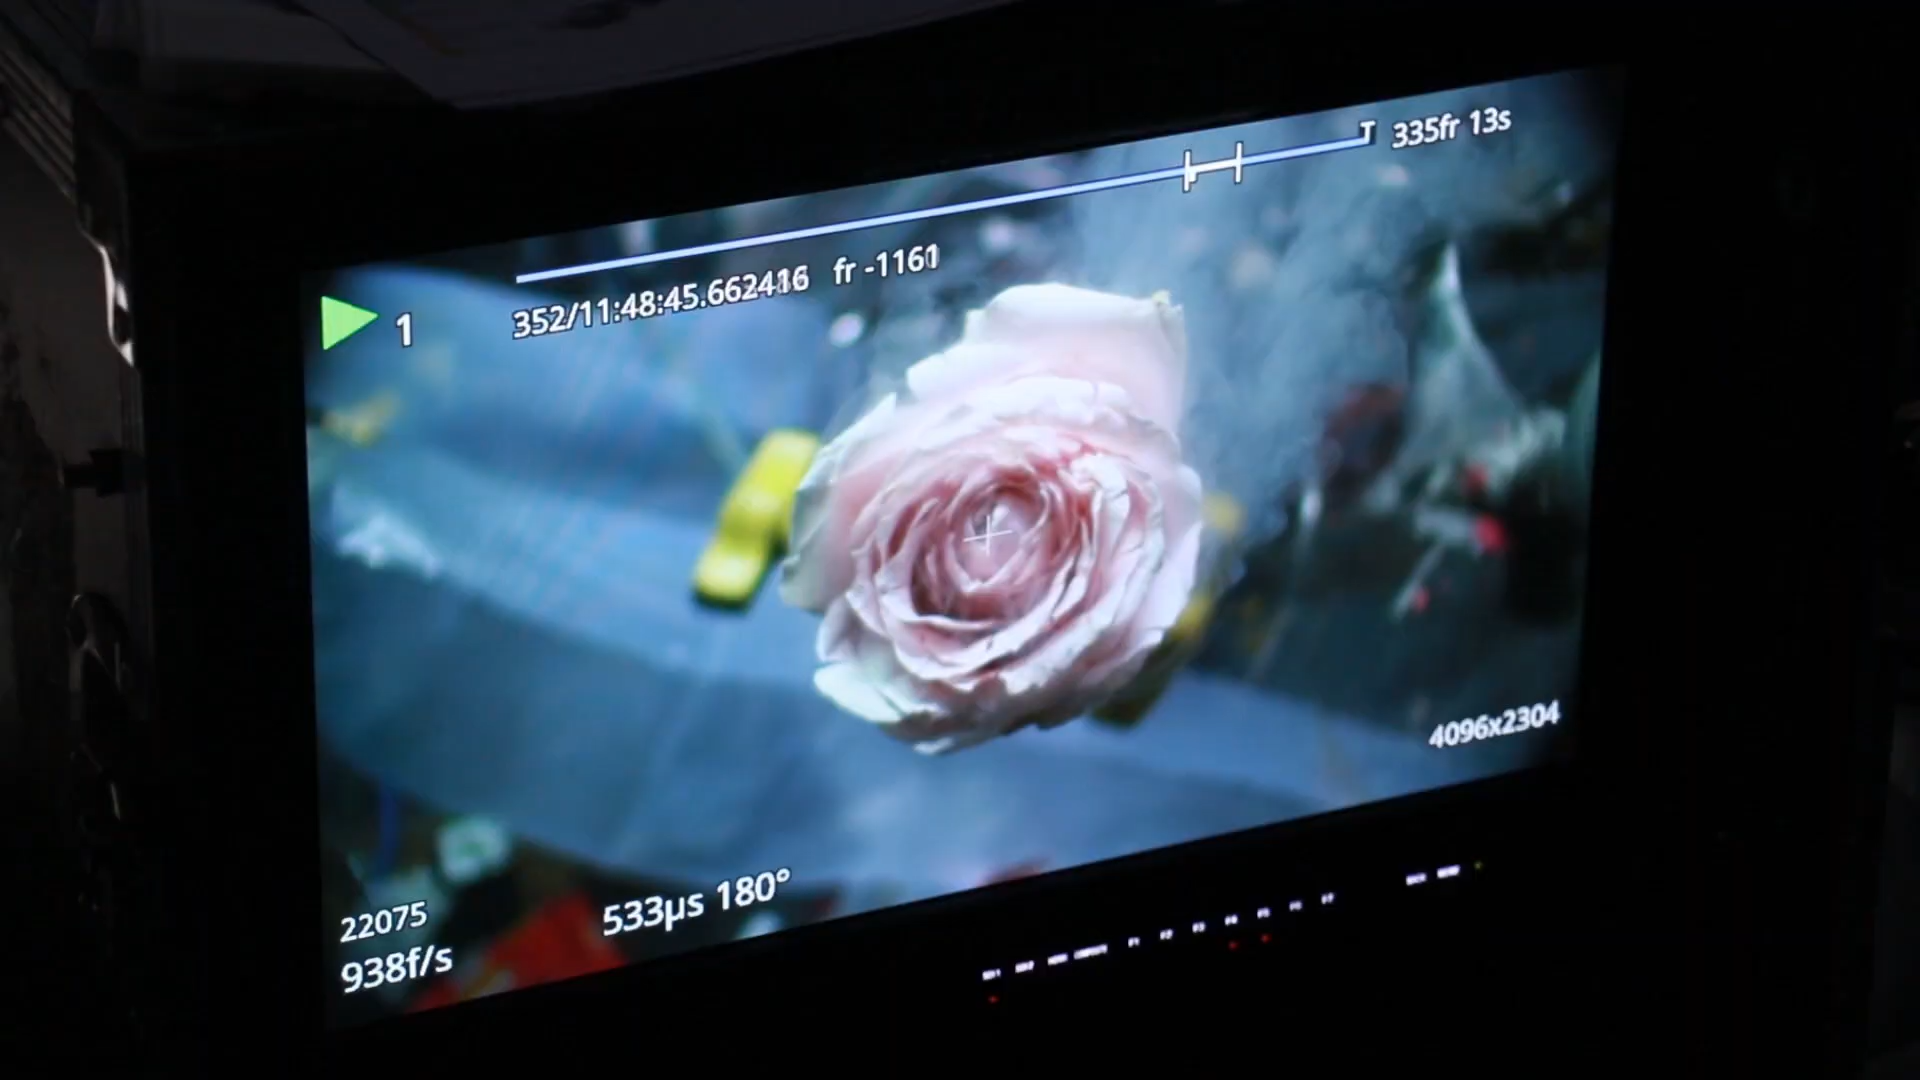 T 335fr 13s
352/11:48:45.662416 fr -1161
1
4096x2304
22075
533µs 180°
938f/s